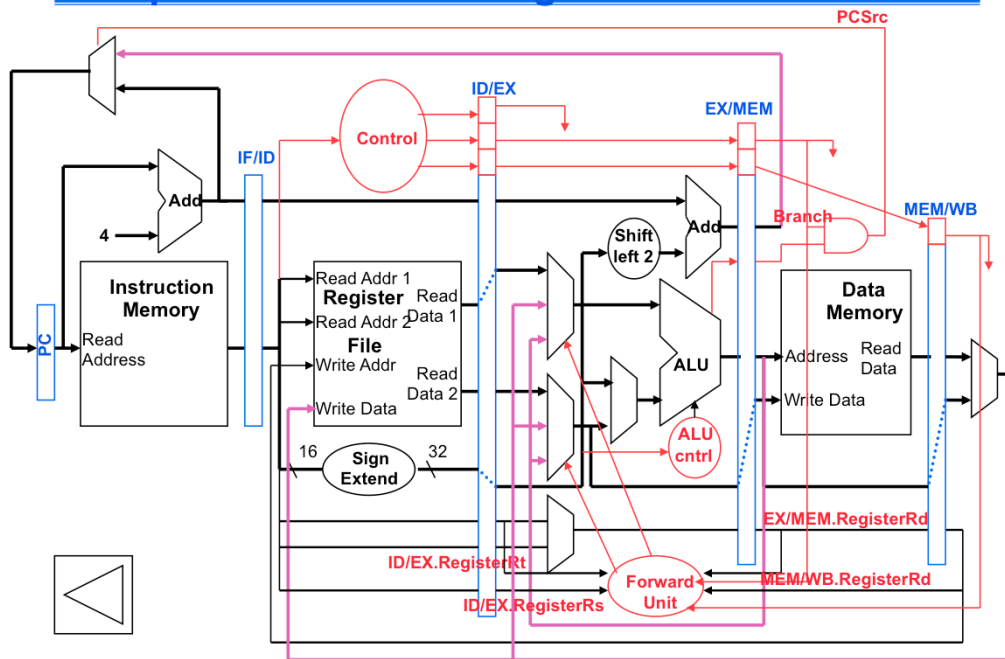 PCSrc
ID/EX
EX/MEM
Control
IF/ID
Add
MEM/WB
Branch
4
Shift
left 2
Add
Instruction
Memory
Read Addr 1
Register
Read
Data 1
Read Addr 2
File
Data
Memory
PC
Read
Address
Write Addr
ALU
Address
Read
Data
Read
Data 2
Write Data
Write Data
16
Sign
Extend
32
ALU
cntrl
EX/MEM.RegisterRd
ID/EX.RegisterRt
Forward
Unit
MEM/WB.RegisterRd
ID/EX.RegisterRs